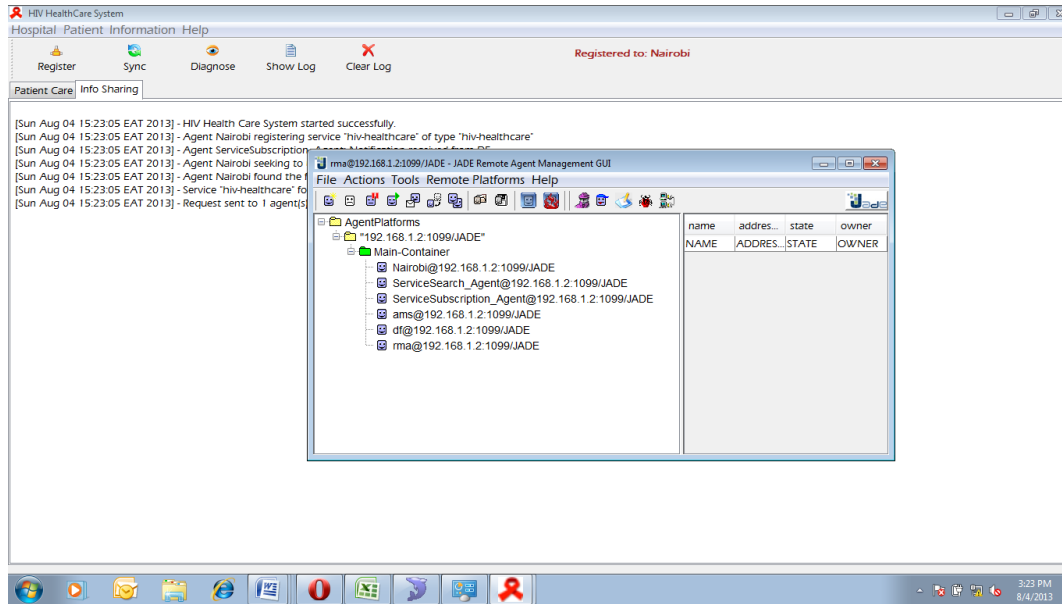 HIV HealthCare System
Hospital Patient Information Help
Register Sync Diagnose Show Log Clear Log
Registered to: Nairobi
Patient Care Info Sharing
[Sun Aug 04 15:23:05 EAT 2013] - HIV Health Care System started successfully.
[Sun Aug 04 15:23:05 EAT 2013] - Agent Nairobi registering service "hiv-healthcare" of type "hiv-healthcare"
[Sun Aug 04 15:23:05 EAT 2013] - Agent ServiceSubscription_Agent: Notification received from DF
[Sun Aug 04 15:23:05 EAT 2013] - Agent Nairobi seeking to
[Sun Aug 04 15:23:05 EAT 2013] - Agent Nairobi found the
[Sun Aug 04 15:23:05 EAT 2013] - Service "hiv-healthcare" fo
[Sun Aug 04 15:23:05 EAT 2013] - Request sent to 1 agent(s)
rma@192.168.1.2:1099/JADE - JADE Remote Agent Management GUI
File Actions Tools Remote Platforms Help
Jade
AgentPlatforms
"192.168.1.2:1099/JADE"
Main-Container
Nairobi@192.168.1.2:1099/JADE
ServiceSearch_Agent@192.168.1.2:1099/JADE
ServiceSubscription_Agent@192.168.1.2:1099/JADE
ams@192.168.1.2:1099/JADE
df@192.168.1.2:1099/JADE
rma@192.168.1.2:1099/JADE
name addres... state owner
NAME ADDRES... STATE OWNER
3:23 PM
8/4/2013